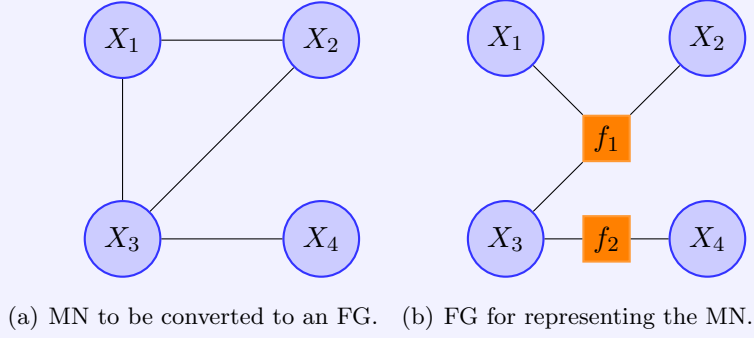 X₁ X₂ X₁ X₂
f₁
X₃ X₄ X₃ f₂ X₄
(a) MN to be converted to an FG. (b) FG for representing the MN.